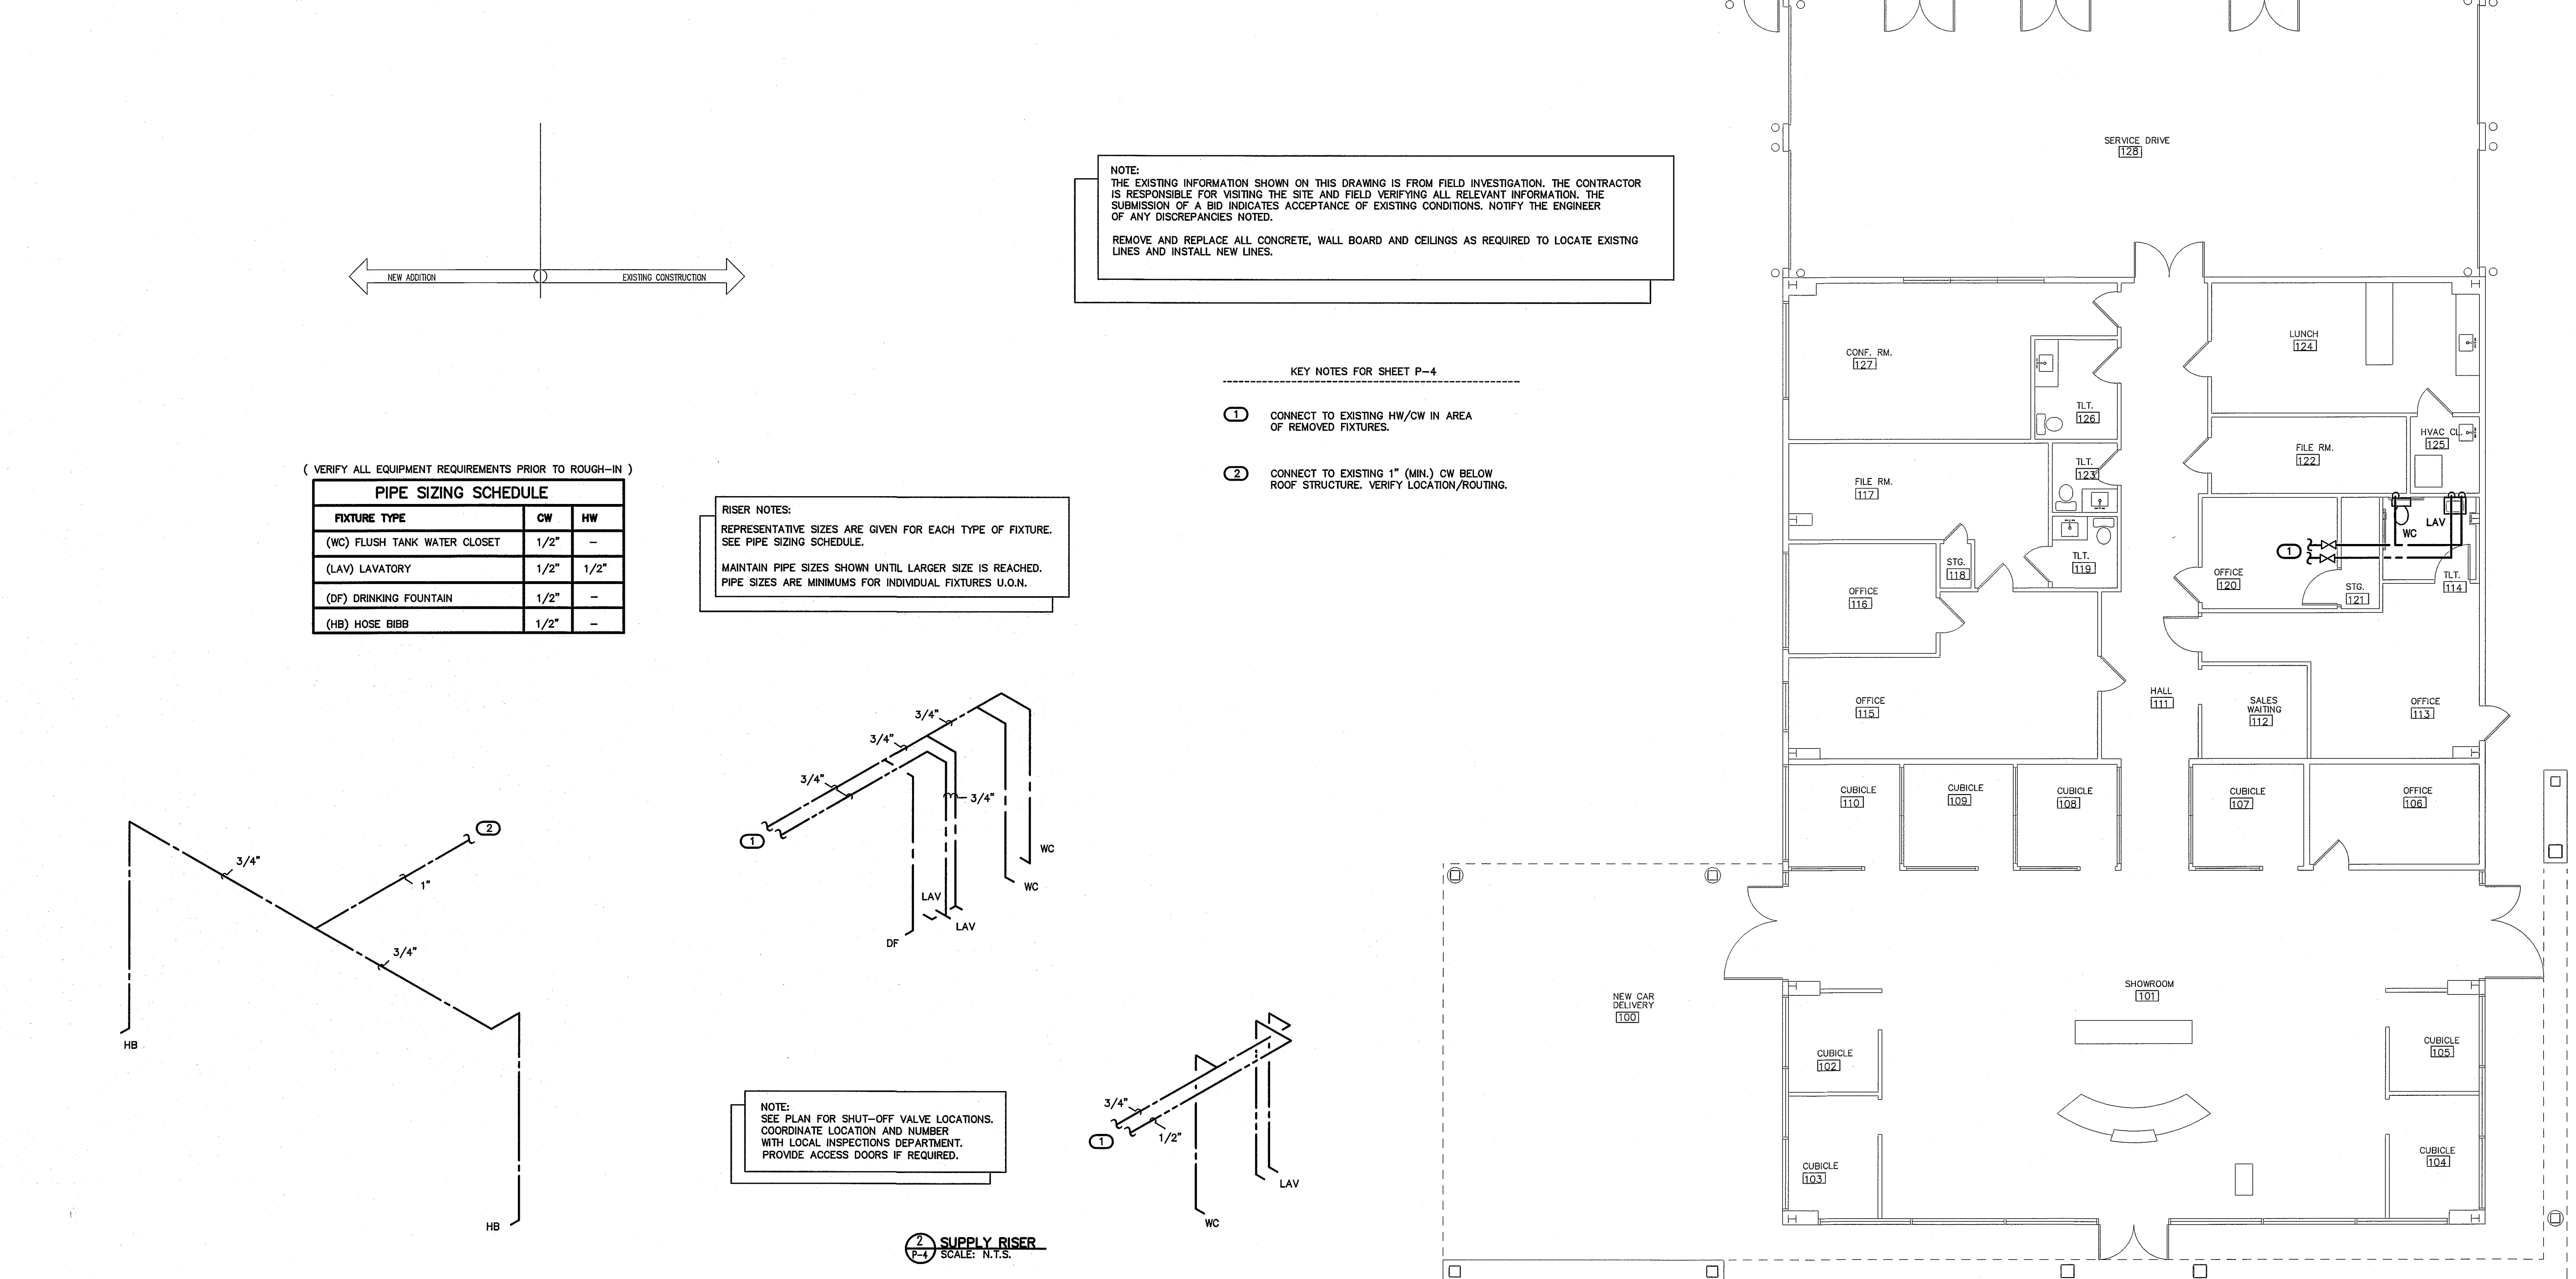 NEW ADDITION
EXISTING CONSTRUCTION
NOTE:
THE EXISTING INFORMATION SHOWN ON THIS DRAWING IS FROM FIELD INVESTIGATION. THE CONTRACTOR
IS RESPONSIBLE FOR VISITING THE SITE AND FIELD VERIFYING ALL RELEVANT INFORMATION. THE
SUBMISSION OF A BID INDICATES ACCEPTANCE OF EXISTING CONDITIONS. NOTIFY THE ENGINEER
OF ANY DISCREPANCIES NOTED.
REMOVE AND REPLACE ALL CONCRETE, WALL BOARD AND CEILINGS AS REQUIRED TO LOCATE EXISTNG
LINES AND INSTALL NEW LINES.
KEY NOTES FOR SHEET P-4
1 CONNECT TO EXISTING HW/CW IN AREA
OF REMOVED FIXTURES.
2 CONNECT TO EXISTING 1" (MIN.) CW BELOW
ROOF STRUCTURE. VERIFY LOCATION/ROUTING.
( VERIFY ALL EQUIPMENT REQUIREMENTS PRIOR TO ROUGH-IN )
PIPE SIZING SCHEDULE
FIXTURE TYPE CW HW
(WC) FLUSH TANK WATER CLOSET 1/2" -
(LAV) LAVATORY 1/2" 1/2"
(DF) DRINKING FOUNTAIN 1/2" -
(HB) HOSE BIBB 1/2" -
RISER NOTES:
REPRESENTATIVE SIZES ARE GIVEN FOR EACH TYPE OF FIXTURE.
SEE PIPE SIZING SCHEDULE.
MAINTAIN PIPE SIZES SHOWN UNTIL LARGER SIZE IS REACHED.
PIPE SIZES ARE MINIMUMS FOR INDIVIDUAL FIXTURES U.O.N.
2
3/4"
1"
3/4"
HB
HB
3/4"
3/4"
3/4"
3/4"
1
WC
WC
LAV
LAV
DF
NOTE:
SEE PLAN FOR SHUT-OFF VALVE LOCATIONS.
COORDINATE LOCATION AND NUMBER
WITH LOCAL INSPECTIONS DEPARTMENT.
PROVIDE ACCESS DOORS IF REQUIRED.
3/4"
1
1/2"
LAV
WC
2
P-4
SUPPLY RISER
SCALE: N.T.S.
SERVICE DRIVE
128
CONF. RM.
127
LUNCH
124
TLT.
126
HVAC CL.
125
FILE RM.
122
TLT.
123
FILE RM.
117
WC
LAV
1
TLT.
119
STG.
118
OFFICE
120
STG.
121
TLT.
114
OFFICE
116
OFFICE
115
HALL
111
SALES
WAITING
112
OFFICE
113
CUBICLE
110
CUBICLE
109
CUBICLE
108
CUBICLE
107
OFFICE
106
NEW CAR
DELIVERY
100
SHOWROOM
101
CUBICLE
102
CUBICLE
105
CUBICLE
103
CUBICLE
104